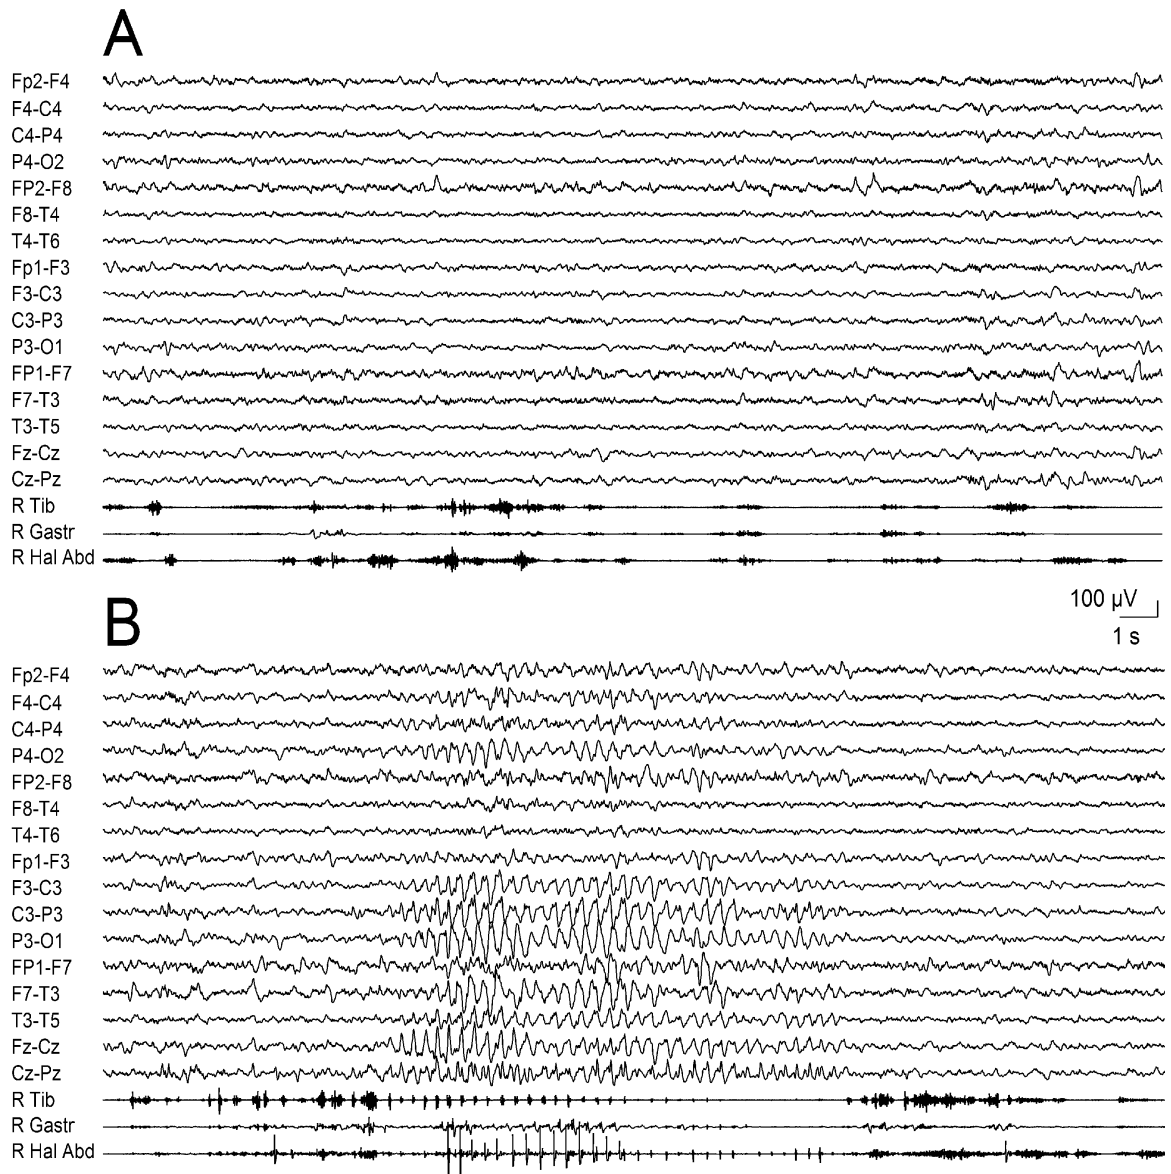 A
Fp2-F4
F4-C4
C4-P4
P4-O2
FP2-F8
F8-T4
T4-T6
Fp1-F3
F3-C3
C3-P3
P3-O1
FP1-F7
F7-T3
T3-T5
Fz-Cz
Cz-Pz
R Tib
R Gastr
R Hal Abd
100 µV
1 s
B
Fp2-F4
F4-C4
C4-P4
P4-O2
FP2-F8
F8-T4
T4-T6
Fp1-F3
F3-C3
C3-P3
P3-O1
FP1-F7
F7-T3
T3-T5
Fz-Cz
Cz-Pz
R Tib
R Gastr
R Hal Abd